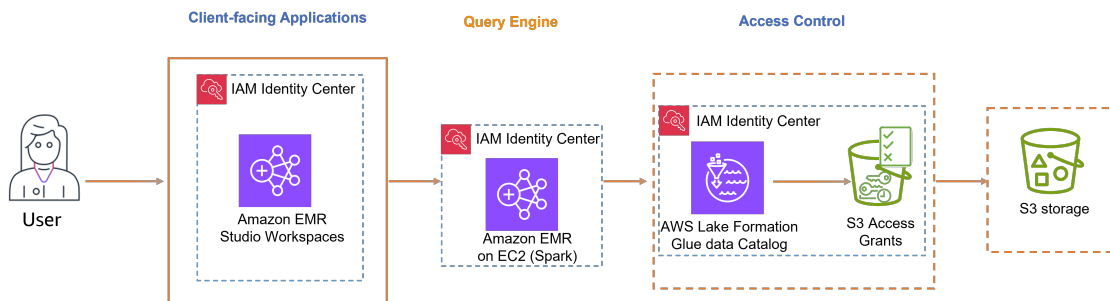 Client-facing Applications
Query Engine
Access Control
IAM Identity Center
Amazon EMR
Studio Workspaces
IAM Identity Center
Amazon EMR
on EC2 (Spark)
IAM Identity Center
AWS Lake Formation
Glue data Catalog
S3 Access
Grants
S3 storage
User